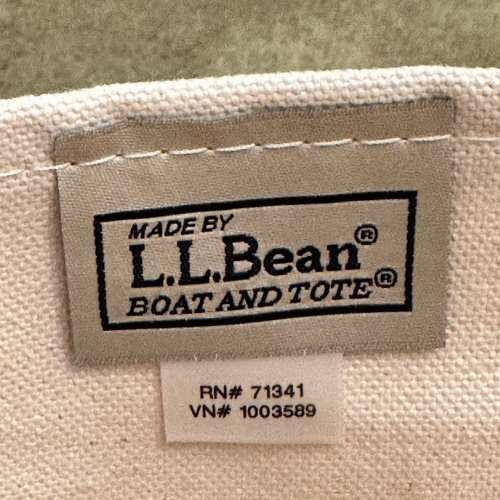 MADE BY
L.L.Bean®
BOAT AND TOTE®
RN# 71341
VN# 1003589